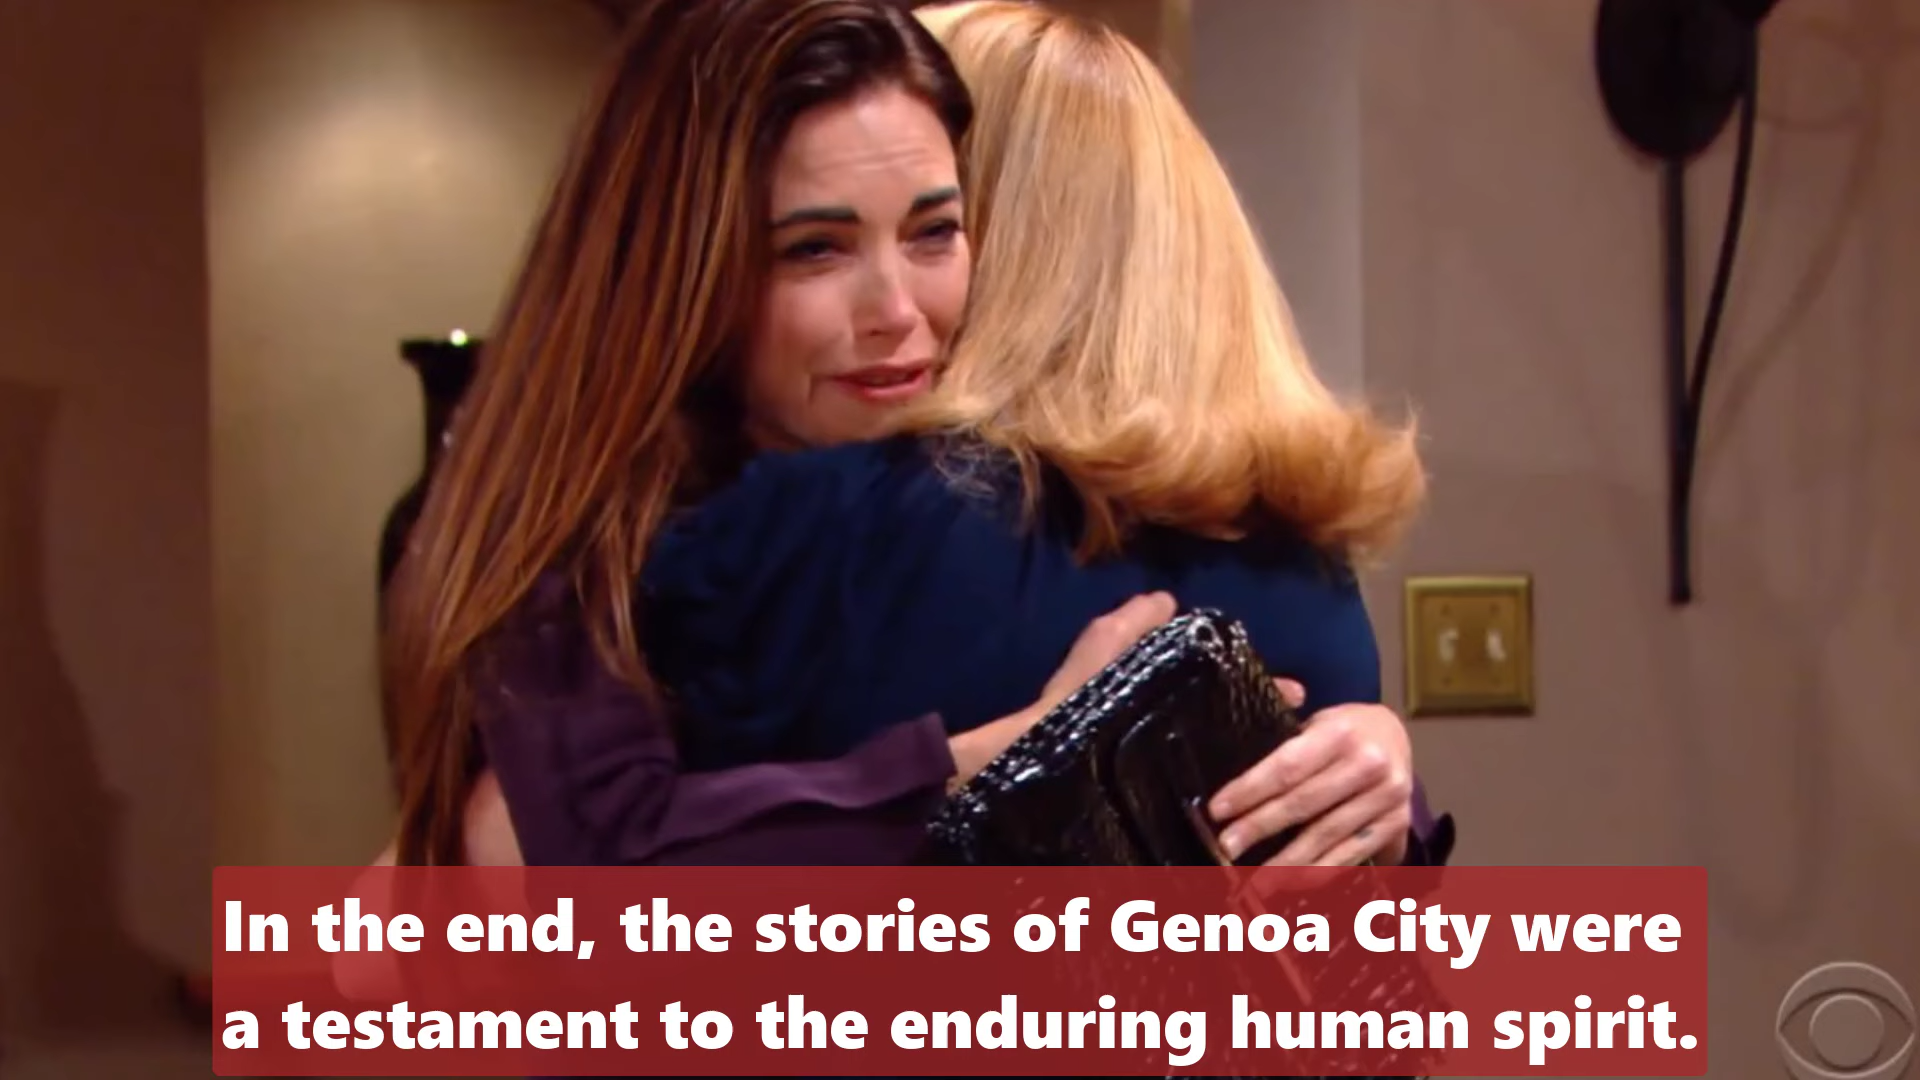 In the end, the stories of Genoa City were
a testament to the enduring human spirit.